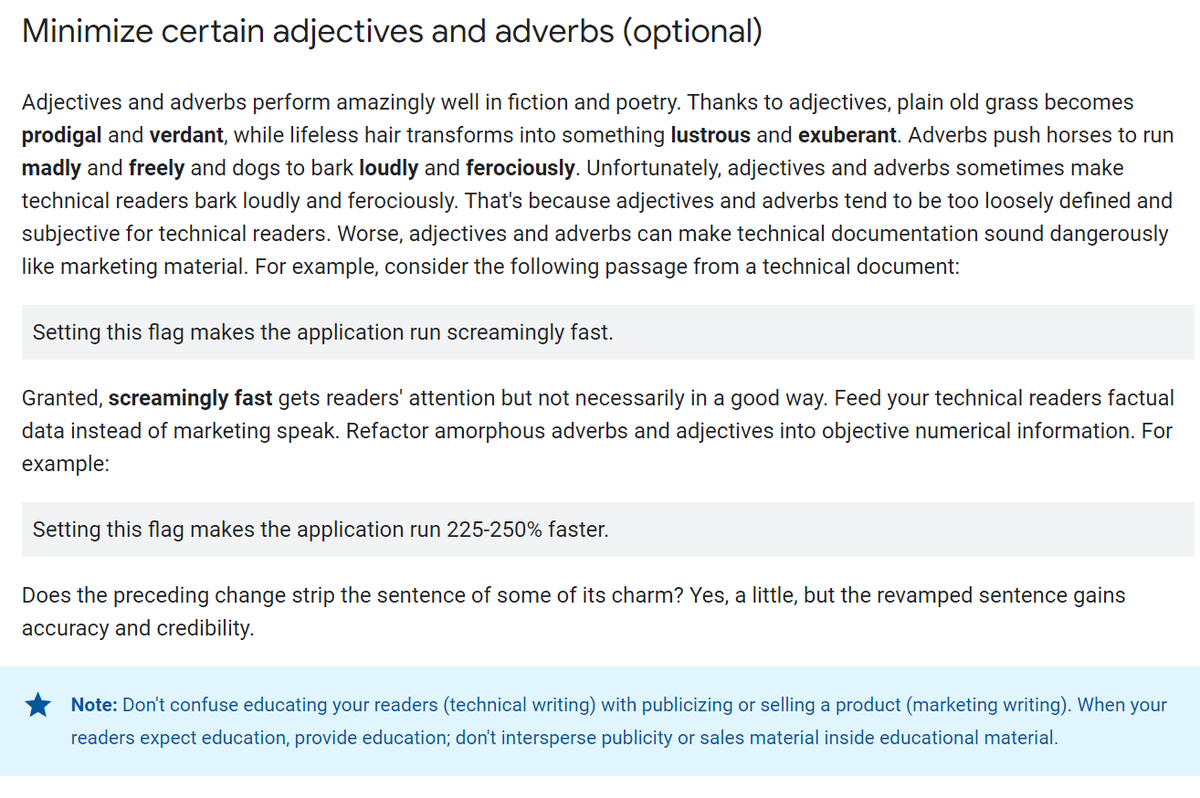 Minimize certain adjectives and adverbs (optional)
Adjectives and adverbs perform amazingly well in fiction and poetry. Thanks to adjectives, plain old grass becomes
prodigal and verdant, while lifeless hair transforms into something lustrous and exuberant. Adverbs push horses to run
madly and freely and dogs to bark loudly and ferociously. Unfortunately, adjectives and adverbs sometimes make
technical readers bark loudly and ferociously. That's because adjectives and adverbs tend to be too loosely defined and
subjective for technical readers. Worse, adjectives and adverbs can make technical documentation sound dangerously
like marketing material. For example, consider the following passage from a technical document:
Setting this flag makes the application run screamingly fast.
Granted, screamingly fast gets readers' attention but not necessarily in a good way. Feed your technical readers factual
data instead of marketing speak. Refactor amorphous adverbs and adjectives into objective numerical information. For
example:
Setting this flag makes the application run 225-250% faster.
Does the preceding change strip the sentence of some of its charm? Yes, a little, but the revamped sentence gains
accuracy and credibility.
Note: Don't confuse educating your readers (technical writing) with publicizing or selling a product (marketing writing). When your
readers expect education, provide education; don't intersperse publicity or sales material inside educational material.